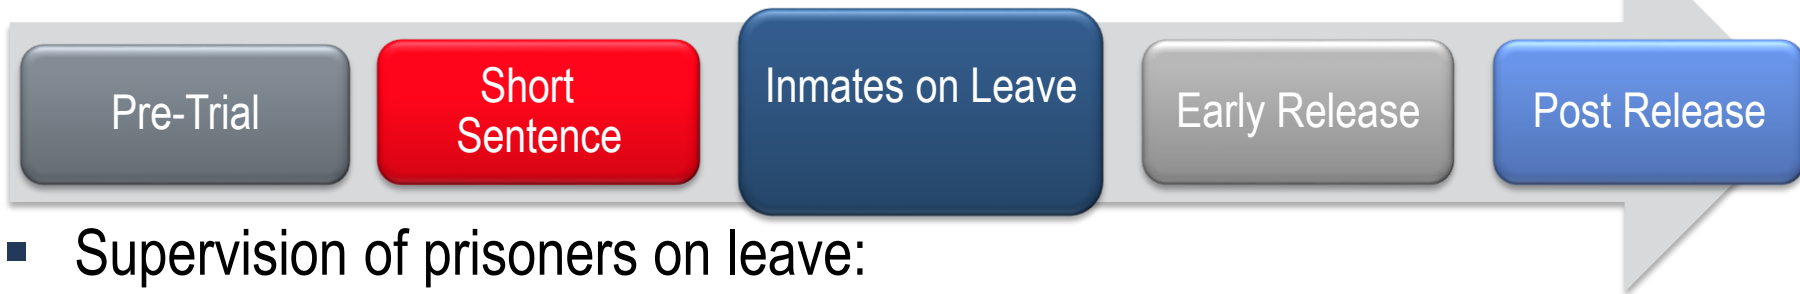 Pre-Trial
Short
Sentence
Inmates on Leave
Early Release
Post Release
▪ Supervision of prisoners on leave: